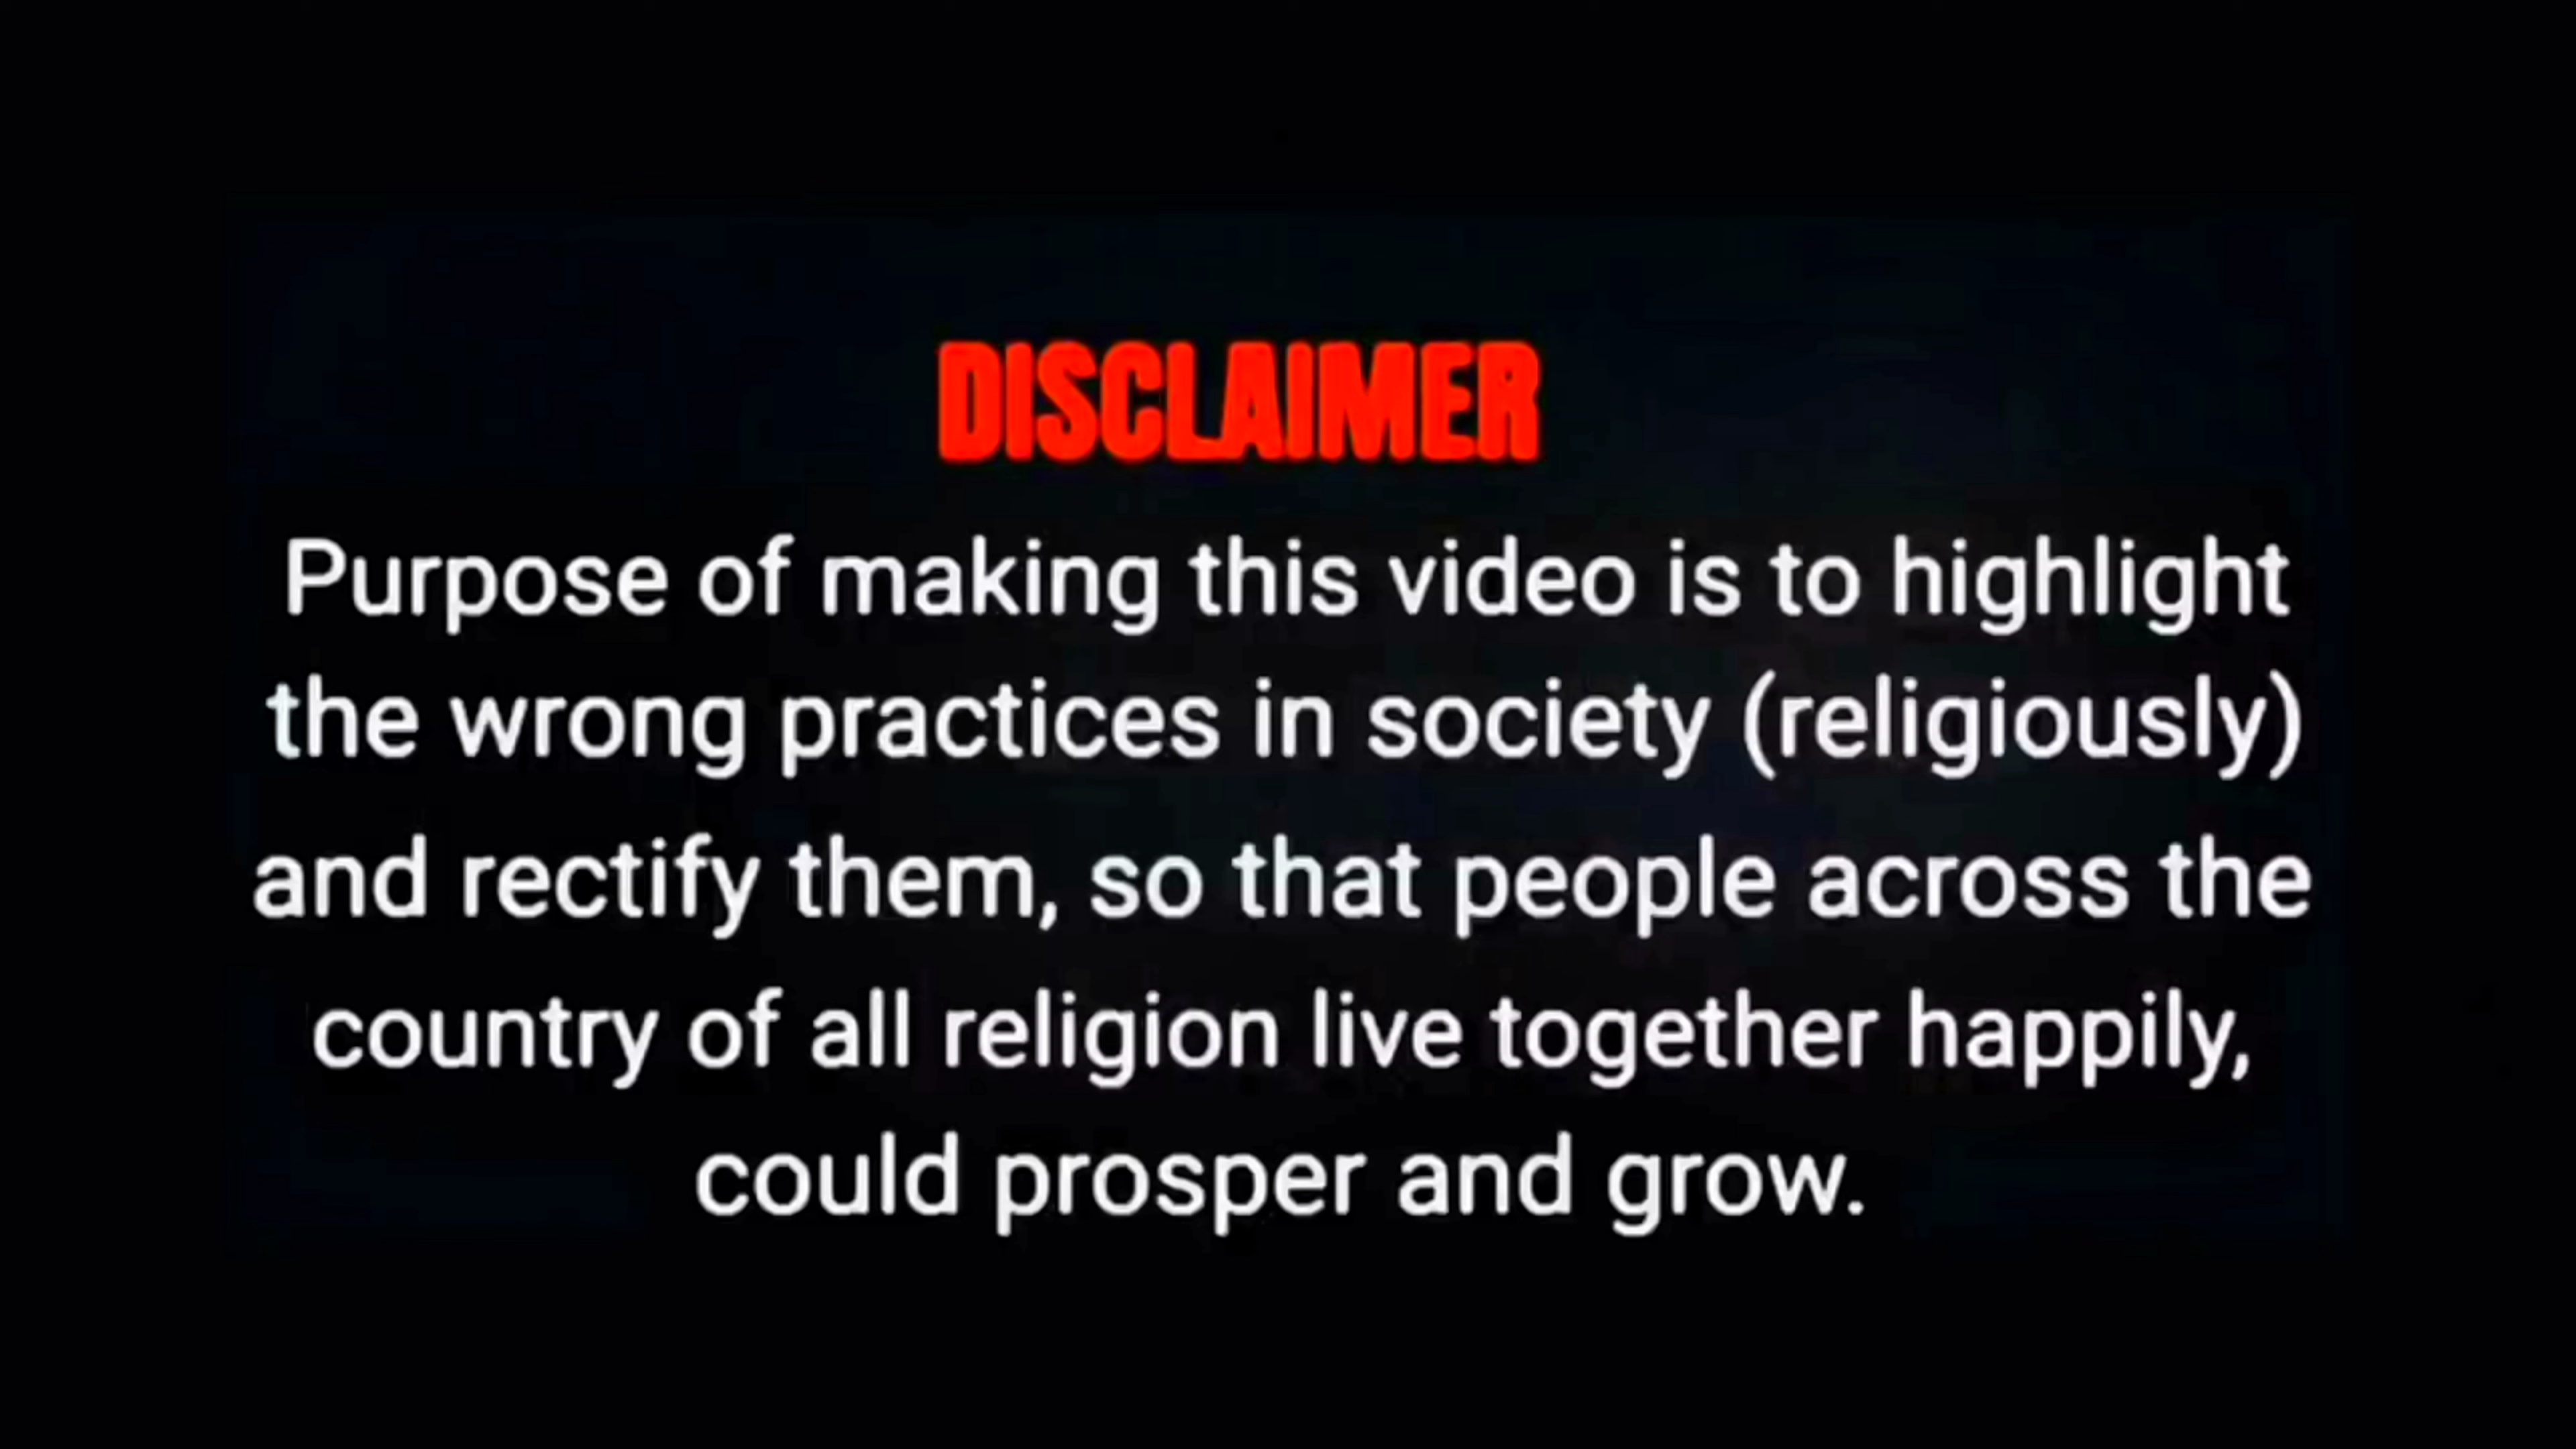 DISCLAIMER
Purpose of making this video is to highlight
the wrong practices in society (religiously)
and rectify them, so that people across the
country of all religion live together happily,
could prosper and grow.